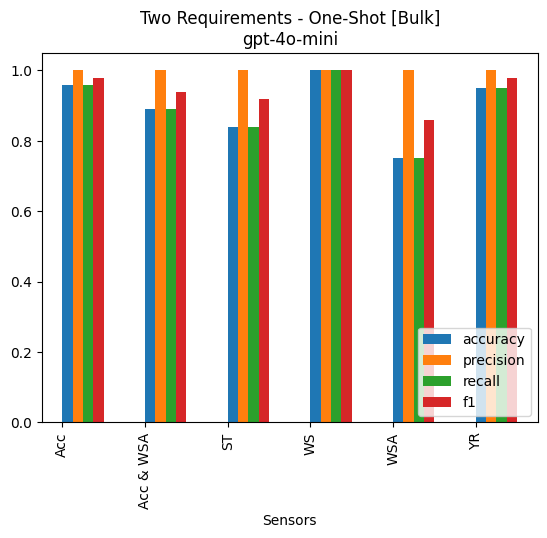 Two Requirements - One-Shot [Bulk]
gpt-4o-mini
1.0
0.8
0.6
0.4
0.2
0.0
accuracy
precision
recall
f1
Acc
Acc & WSA
ST
WS
WSA
YR
Sensors